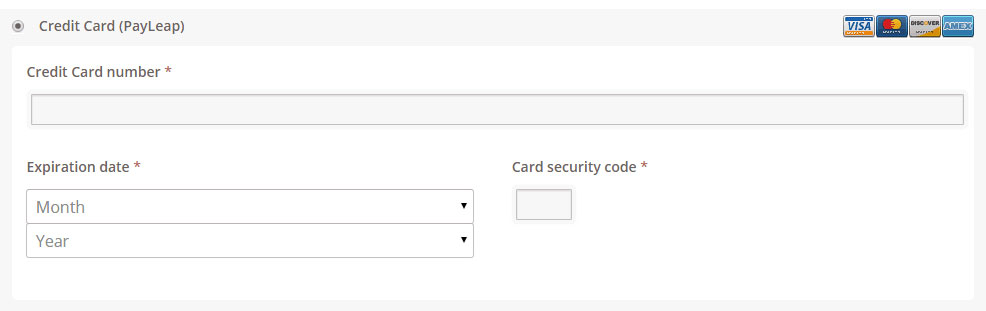 Credit Card (PayLeap)
VISA
DISCOVER
AMEX
Credit Card number *
Expiration date *
Card security code *
Month
Year